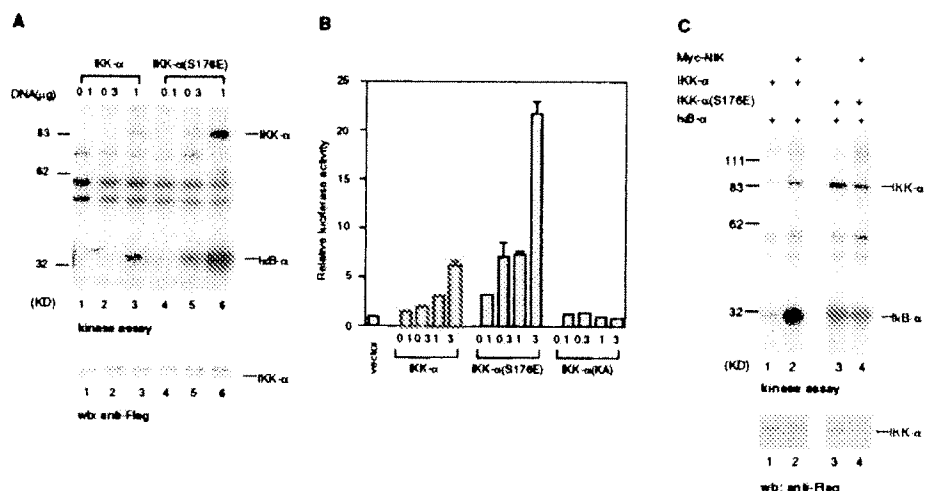 A
IKK-α IKK-α(S176E)
DNA(μg) 0 1 0 3 1 0 1 0 3 1
83
62
32
(KD)
IKK-α
IκB-α
1 2 3 4 5 6
kinase assay
IKK-α
1 2 3 4 5 6
wb: anti-Flag
B
Relative luciferase activity
25
20
15
10
5
0
vector
0 1 0.3 1 3
0 1 0.3 1 3
0 1 0.3 1 3
IKK-α
IKK-α(S176E)
IKK-α(KA)
C
Myc-NIK + +
IKK-α + +
IKK-α(S176E) + +
IκB-α + + + +
111
83
62
32
IKK-α
IκB-α
(KD) 1 2 3 4
kinase assay
IKK-α
1 2 3 4
wb: anti-Flag